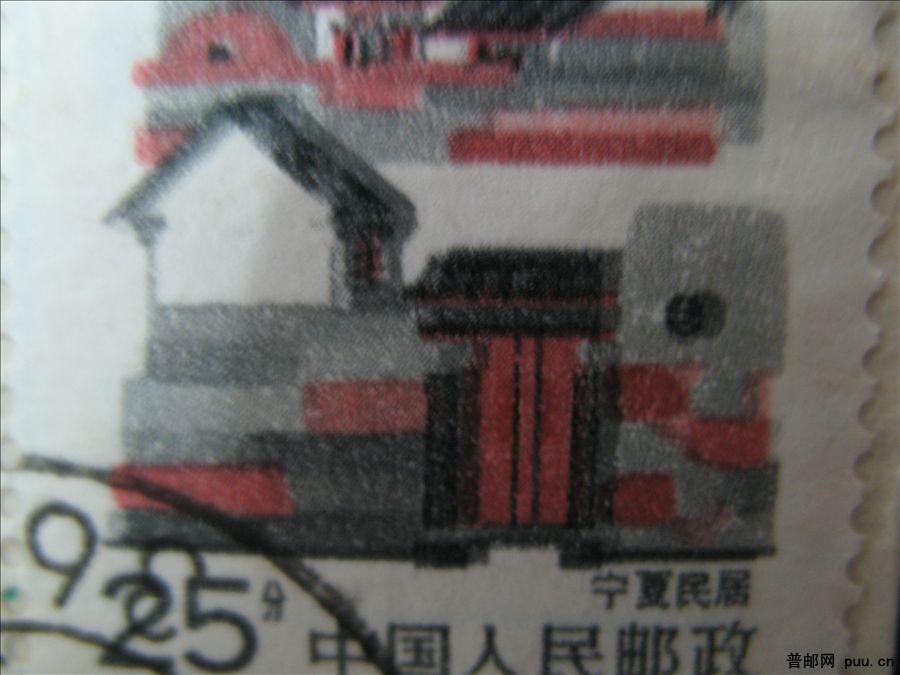 宁夏民居
25分
中国人民邮政
普邮网 puu.cn